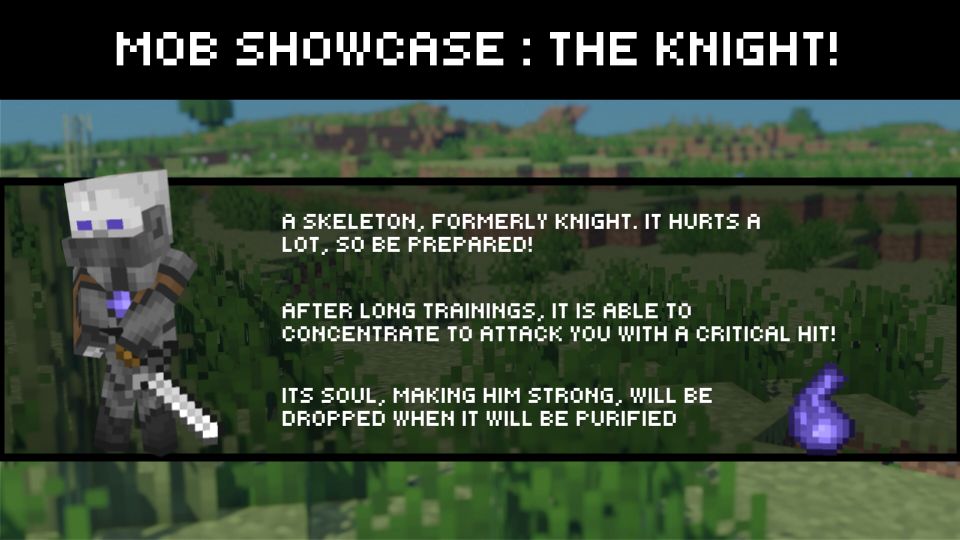 MOB SHOWCASE : THE KNIGHT!
A SKELETON, FORMERLY KNIGHT. IT HURTS A
LOT, SO BE PREPARED!
AFTER LONG TRAININGS, IT IS ABLE TO
CONCENTRATE TO ATTACK YOU WITH A CRITICAL HIT!
ITS SOUL, MAKING HIM STRONG, WILL BE
DROPPED WHEN IT WILL BE PURIFIED